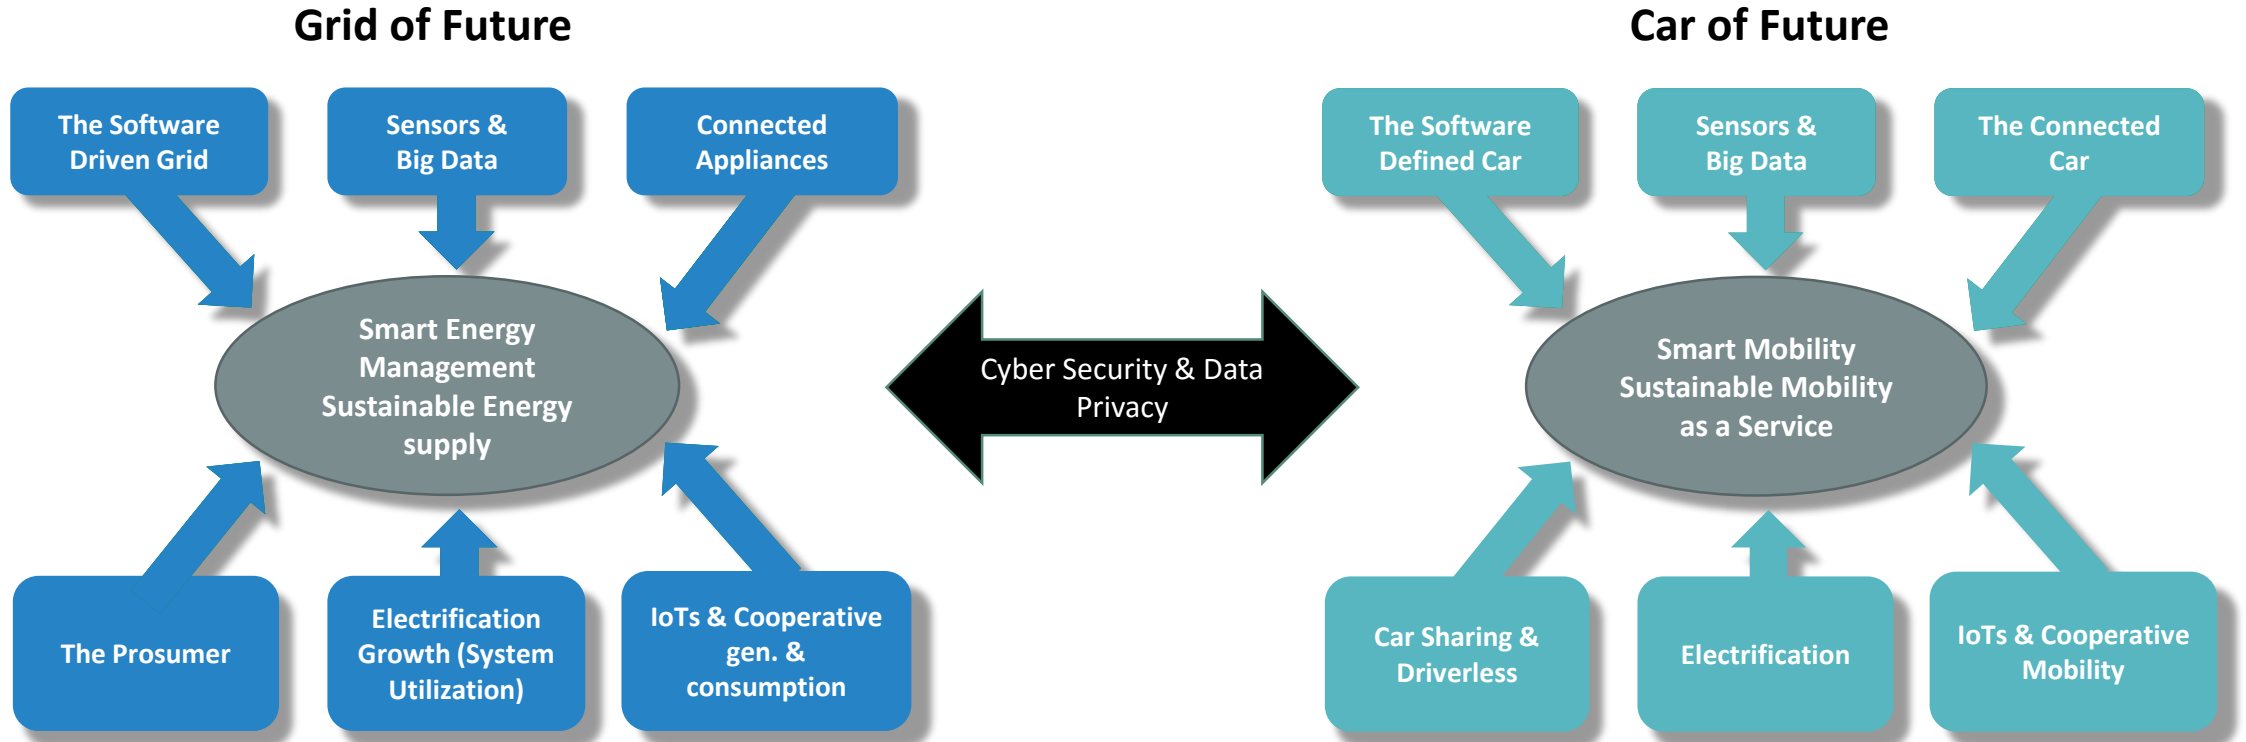 Grid of Future
The Software
Driven Grid
Sensors &
Big Data
Connected
Appliances
Smart Energy
Management
Sustainable Energy
supply
The Prosumer
Electrification
Growth (System
Utilization)
IoTs & Cooperative
gen. &
consumption
Cyber Security & Data
Privacy
Car of Future
The Software
Defined Car
Sensors &
Big Data
The Connected
Car
Smart Mobility
Sustainable Mobility
as a Service
Car Sharing &
Driverless
Electrification
IoTs & Cooperative
Mobility